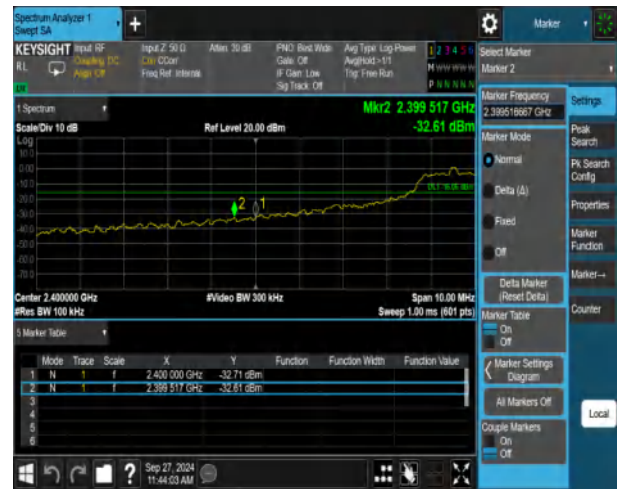 Spectrum Analyzer 1
Swept SA
Marker
KEYSIGHT Input: RF Input Z: 50 Ω Atten: 30 dB PNO: Best Wide Avg Type: Log-Power 1 2 3 4 5 6
RL Coupling: DC Corr CCorr Gate: Off Avg|Hold:>1/1 M W W W W W
Align: Off Freq Ref: Internal IF Gain: Low Trig: Free Run P N N N N N
Sig Track: Off
Select Marker
Marker 2
1 Spectrum
Mkr2 2.399 517 GHz
Scale/Div 10 dB Ref Level 20.00 dBm -32.61 dBm
Log
10.0
0.00
-10.0
-20.0
-30.0
-40.0
-50.0
-60.0
-70.0
2 1
Center 2.400000 GHz #Video BW 300 kHz Span 10.00 MHz
#Res BW 100 kHz Sweep 1.00 ms (601 pts)
5 Marker Table
Mode Trace Scale X Y Function Function Width Function Value
1 N 1 f 2.400 000 GHz -32.71 dBm
2 N 1 f 2.399 517 GHz -32.61 dBm
3
4
5
6
Sep 27, 2024
11:44:03 AM
Marker Frequency
2.399516667 GHz
Marker Mode
Normal
Delta (Δ)
Fixed
Off
Delta Marker
(Reset Delta)
Marker Table
On
Off
Marker Settings
Diagram
All Markers Off
Couple Markers
On
Off
Settings
Peak
Search
Pk Search
Config
Properties
Marker
Function
Marker→
Counter
Local